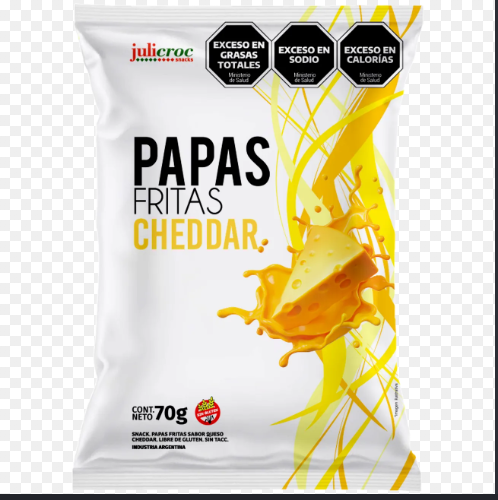 julicroc
SNACKS
EXCESO EN
GRASAS
TOTALES
Ministerio
de Salud
EXCESO EN
SODIO
Ministerio
de Salud
EXCESO EN
CALORÍAS
Ministerio
de Salud
PAPAS
FRITAS
CHEDDAR
CONT.
NETO 70g
SIN GLUTEN
SNACK. PAPAS FRITAS SABOR QUESO
CHEDDAR. LIBRE DE GLUTEN. SIN TACC.
INDUSTRIA ARGENTINA